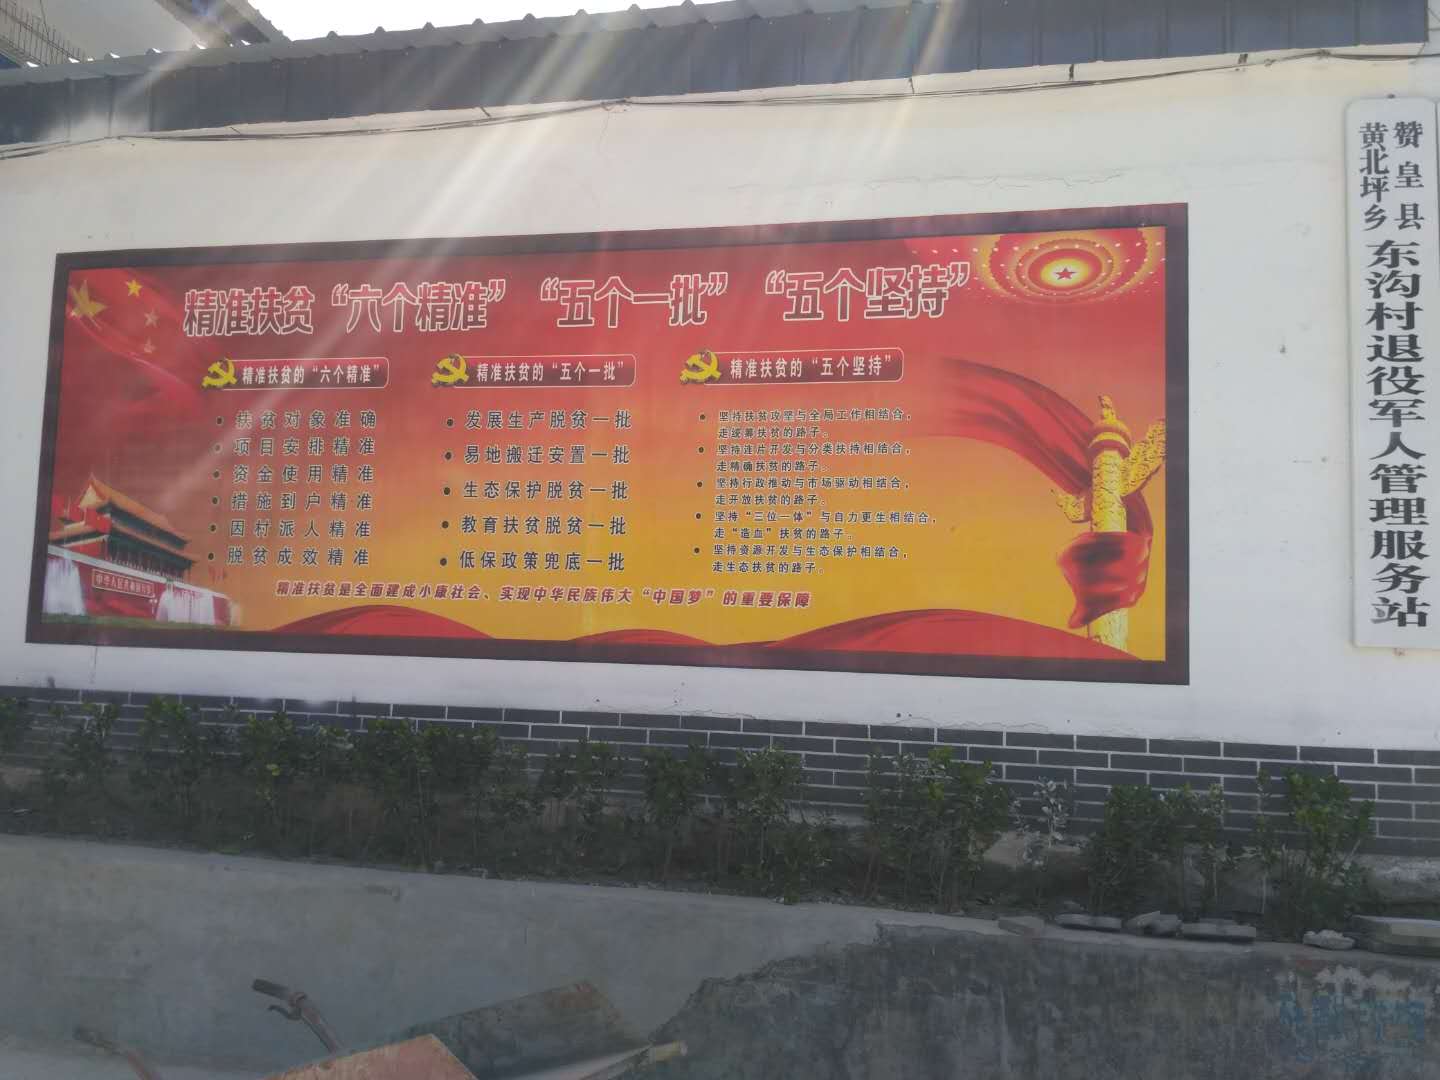 精准扶贫“六个精准”“五个一批”“五个坚持”
精准扶贫的“六个精准”
扶贫对象准确
项目安排精准
资金使用精准
措施到户精准
因村派人精准
脱贫成效精准
精准扶贫的“五个一批”
发展生产脱贫一批
易地搬迁安置一批
生态保护脱贫一批
教育扶贫脱贫一批
低保政策兜底一批
精准扶贫的“五个坚持”
坚持扶贫攻坚与全局工作相结合，
走统筹扶贫的路子。
坚持连片开发与分类扶持相结合，
走精确扶贫的路子。
坚持行政推动与市场驱动相结合，
走开放扶贫的路子。
坚持“三位一体”与自力更生相结合，
走“造血”扶贫的路子。
坚持资源开发与生态保护相结合，
走生态扶贫的路子。
精准扶贫是全面建成小康社会、实现中华民族伟大“中国梦”的重要保障
赞皇县
黄北坪乡
东沟村退役军人管理服务站